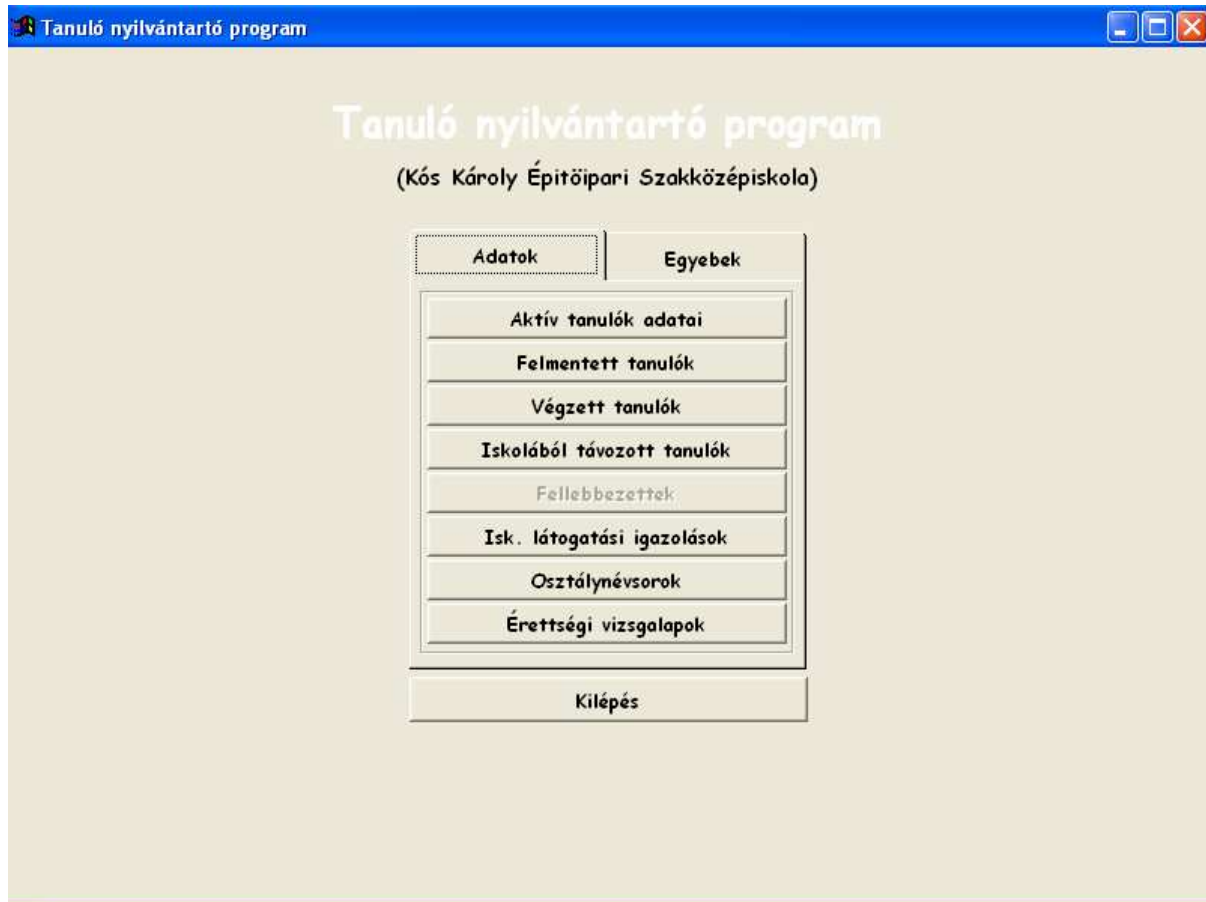 Tanuló nyilvántartó program
Tanuló nyilvántartó program
(Kós Károly Épitöipari Szakközépiskola)
Adatok
Egyebek
Aktív tanulók adatai
Felmentett tanulók
Végzett tanulók
Iskolából távozott tanulók
Fellebbezettek
Isk. látogatási igazolások
Osztálynévsorok
Érettségi vizsgalapok
Kilépés